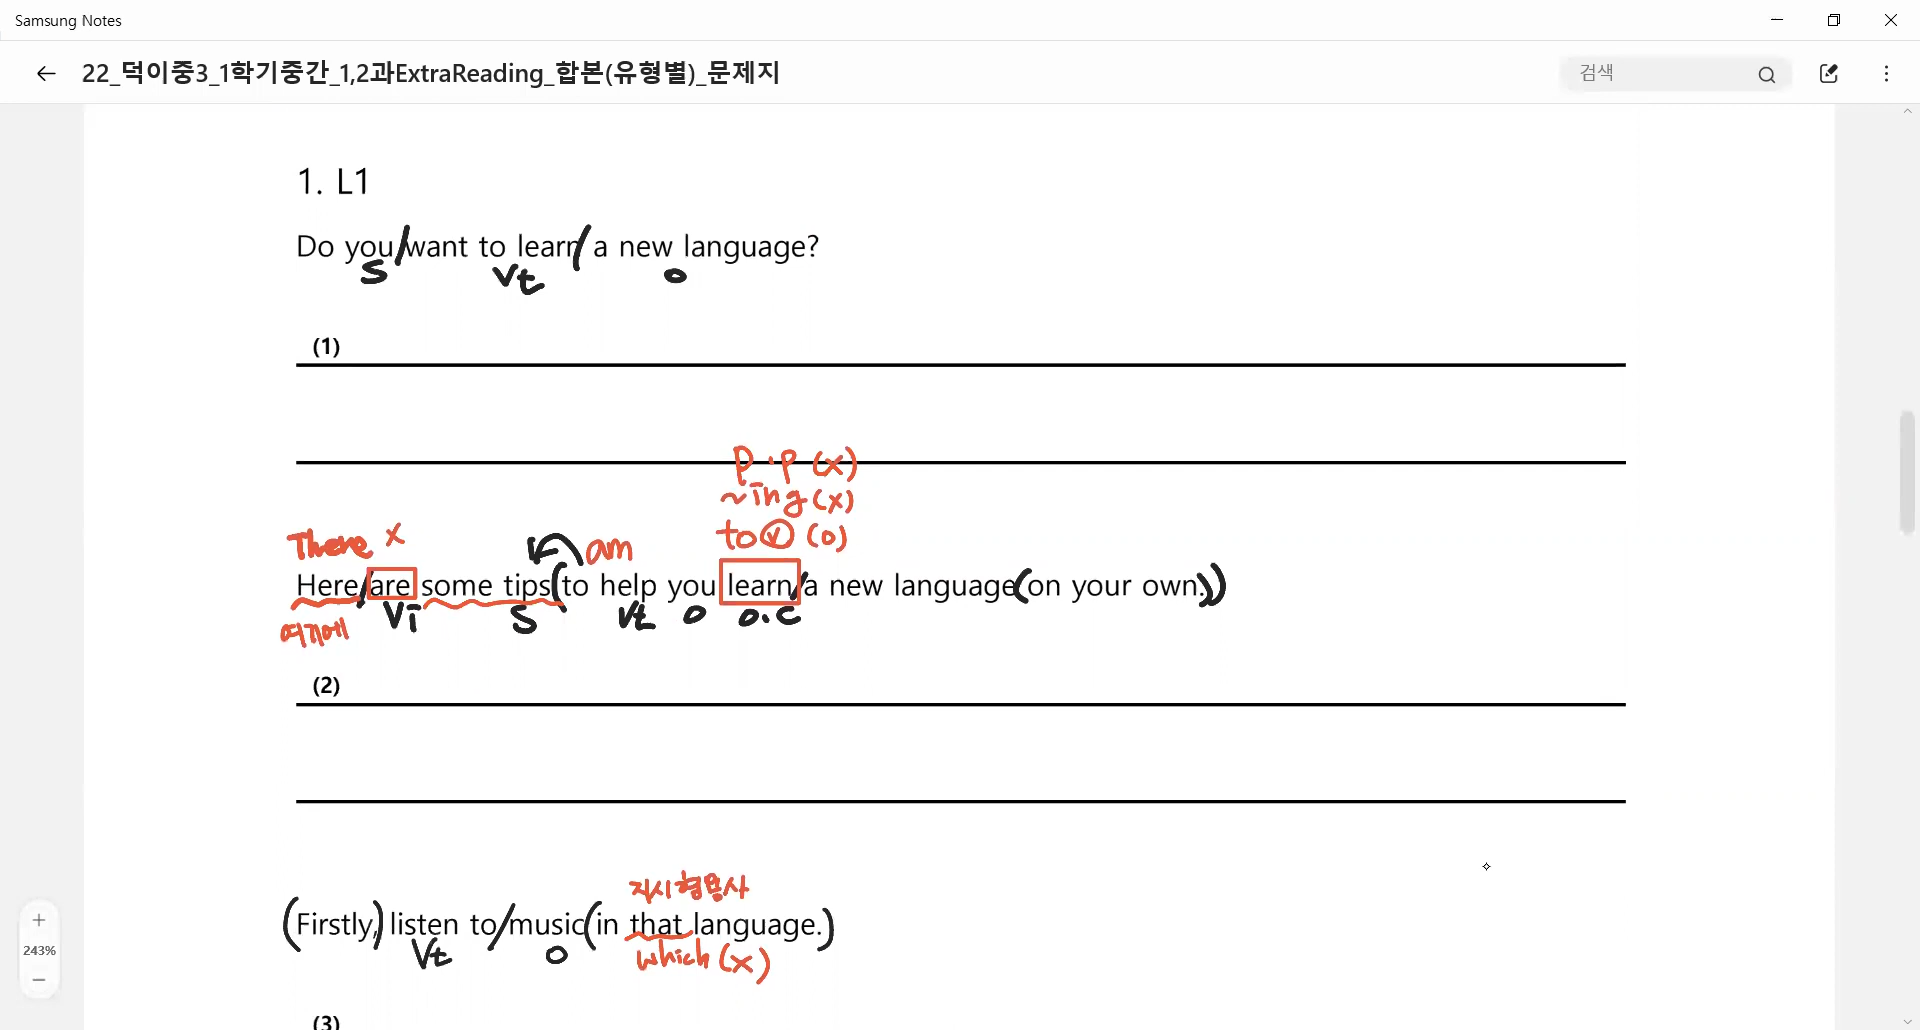 Samsung Notes
22_덕이중3_1학기중간_1,2과ExtraReading_합본(유형별)_문제지
검색
1. L1
Do you/want to learn/a new language?
S Vt o
(1)
P.P (x)
~ing (x)
There x am to ⓥ (o)
Here/are some tips(to help you learn/a new language(on your own.))
여기에 Vi S Vt o o.c
(2)
지시형용사
(Firstly,) listen to/music(in that language.)
Vt o which (x)
243%
(3)